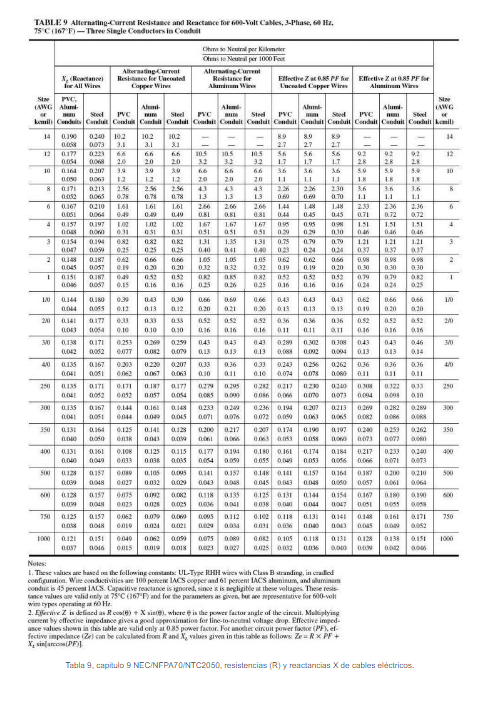 TABLE 9 Alternating-Current Resistance and Reactance for 600-Volt Cables, 3-Phase, 60 Hz,
75°C (167°F) — Three Single Conductors in Conduit
Ohms to Neutral per Kilometer
Ohms to Neutral per 1000 Feet
X_L (Reactance) for All Wires | Alternating-Current Resistance for Uncoated Copper Wires | Alternating-Current Resistance for Aluminum Wires | Effective Z at 0.85 PF for Uncoated Copper Wires | Effective Z at 0.85 PF for Aluminum Wires
Size (AWG or kcmil) | PVC, Aluminum Conduits | Steel Conduit | PVC Conduit | Aluminum Conduit | Steel Conduit | PVC Conduit | Aluminum Conduit | Steel Conduit | PVC Conduit | Aluminum Conduit | Steel Conduit | PVC Conduit | Aluminum Conduit | Steel Conduit | Size (AWG or kcmil)
14 0.190 0.240 10.2 10.2 10.2 — — — 8.9 8.9 8.9 — — — 14
0.058 0.073 3.1 3.1 3.1 — — — 2.7 2.7 2.7 — — —
12 0.177 0.223 6.6 6.6 6.6 10.5 10.5 10.5 5.6 5.6 5.6 9.2 9.2 9.2 12
0.054 0.068 2.0 2.0 2.0 3.2 3.2 3.2 1.7 1.7 1.7 2.8 2.8 2.8
10 0.164 0.207 3.9 3.9 3.9 6.6 6.6 6.6 3.6 3.6 3.6 5.9 5.9 5.9 10
0.050 0.063 1.2 1.2 1.2 2.0 2.0 2.0 1.1 1.1 1.1 1.8 1.8 1.8
8 0.171 0.213 2.56 2.56 2.56 4.3 4.3 4.3 2.26 2.26 2.30 3.6 3.6 3.6 8
0.052 0.065 0.78 0.78 0.78 1.3 1.3 1.3 0.69 0.69 0.70 1.1 1.1 1.1
6 0.167 0.210 1.61 1.61 1.61 2.66 2.66 2.66 1.44 1.48 1.48 2.33 2.36 2.36 6
0.051 0.064 0.49 0.49 0.49 0.81 0.81 0.81 0.44 0.45 0.45 0.71 0.72 0.72
4 0.157 0.197 1.02 1.02 1.02 1.67 1.67 1.67 0.95 0.95 0.98 1.51 1.51 1.51 4
0.048 0.060 0.31 0.31 0.31 0.51 0.51 0.51 0.29 0.29 0.30 0.46 0.46 0.46
3 0.154 0.194 0.82 0.82 0.82 1.31 1.35 1.31 0.75 0.79 0.79 1.21 1.21 1.21 3
0.047 0.059 0.25 0.25 0.25 0.40 0.41 0.40 0.23 0.24 0.24 0.37 0.37 0.37
2 0.148 0.187 0.62 0.66 0.66 1.05 1.05 1.05 0.62 0.62 0.66 0.98 0.98 0.98 2
0.045 0.057 0.19 0.20 0.20 0.32 0.32 0.32 0.19 0.19 0.20 0.30 0.30 0.30
1 0.151 0.187 0.49 0.52 0.52 0.82 0.85 0.82 0.52 0.52 0.52 0.79 0.79 0.82 1
0.046 0.057 0.15 0.16 0.16 0.25 0.26 0.25 0.16 0.16 0.16 0.24 0.24 0.25
1/0 0.144 0.180 0.39 0.43 0.39 0.66 0.69 0.66 0.43 0.43 0.43 0.62 0.66 0.66 1/0
0.044 0.055 0.12 0.13 0.12 0.20 0.21 0.20 0.13 0.13 0.13 0.19 0.20 0.20
2/0 0.141 0.177 0.33 0.33 0.33 0.52 0.52 0.52 0.36 0.36 0.36 0.52 0.52 0.52 2/0
0.043 0.054 0.10 0.10 0.10 0.16 0.16 0.16 0.11 0.11 0.11 0.16 0.16 0.16
3/0 0.138 0.171 0.253 0.269 0.259 0.43 0.43 0.43 0.289 0.302 0.308 0.43 0.43 0.46 3/0
0.042 0.052 0.077 0.082 0.079 0.13 0.13 0.13 0.088 0.092 0.094 0.13 0.13 0.14
4/0 0.135 0.167 0.203 0.220 0.207 0.33 0.36 0.33 0.243 0.256 0.262 0.36 0.36 0.36 4/0
0.041 0.051 0.062 0.067 0.063 0.10 0.11 0.10 0.074 0.078 0.080 0.11 0.11 0.11
250 0.135 0.171 0.171 0.187 0.177 0.279 0.295 0.282 0.217 0.230 0.240 0.308 0.322 0.33 250
0.041 0.052 0.052 0.057 0.054 0.085 0.090 0.086 0.066 0.070 0.073 0.094 0.098 0.10
300 0.135 0.167 0.144 0.161 0.148 0.233 0.249 0.236 0.194 0.207 0.213 0.269 0.282 0.289 300
0.041 0.051 0.044 0.049 0.045 0.071 0.076 0.072 0.059 0.063 0.065 0.082 0.086 0.088
350 0.131 0.164 0.125 0.141 0.128 0.200 0.217 0.207 0.174 0.190 0.197 0.240 0.253 0.262 350
0.040 0.050 0.038 0.043 0.039 0.061 0.066 0.063 0.053 0.058 0.060 0.073 0.077 0.080
400 0.131 0.161 0.108 0.125 0.115 0.177 0.194 0.180 0.161 0.174 0.184 0.217 0.233 0.240 400
0.040 0.049 0.033 0.038 0.035 0.054 0.059 0.055 0.049 0.053 0.056 0.066 0.071 0.073
500 0.128 0.157 0.089 0.105 0.095 0.141 0.157 0.148 0.141 0.157 0.164 0.187 0.200 0.210 500
0.039 0.048 0.027 0.032 0.029 0.043 0.048 0.045 0.043 0.048 0.050 0.057 0.061 0.064
600 0.128 0.157 0.075 0.092 0.082 0.118 0.135 0.125 0.131 0.144 0.154 0.167 0.180 0.190 600
0.039 0.048 0.023 0.028 0.025 0.036 0.041 0.038 0.040 0.044 0.047 0.051 0.055 0.058
750 0.125 0.157 0.062 0.079 0.069 0.095 0.112 0.102 0.118 0.131 0.141 0.148 0.161 0.171 750
0.038 0.048 0.019 0.024 0.021 0.029 0.034 0.031 0.036 0.040 0.043 0.045 0.049 0.052
1000 0.121 0.151 0.049 0.062 0.059 0.075 0.089 0.082 0.105 0.118 0.131 0.128 0.138 0.151 1000
0.037 0.046 0.015 0.019 0.018 0.023 0.027 0.025 0.032 0.036 0.040 0.039 0.042 0.046
Notes:
1. These values are based on the following constants: UL-Type RHH wires with Class B stranding, in cradled
configuration. Wire conductivities are 100 percent IACS copper and 61 percent IACS aluminum, and aluminum
conduit is 45 percent IACS. Capacitive reactance is ignored, since it is negligible at these voltages. These resis-
tance values are valid only at 75°C (167°F) and for the parameters as given, but are representative for 600-volt
wire types operating at 60 Hz.
2. Effective Z is defined as R cos(θ) + X sin(θ), where θ is the power factor angle of the circuit. Multiplying
current by effective impedance gives a good approximation for line-to-neutral voltage drop. Effective imped-
ance values shown in this table are valid only at 0.85 power factor. For another circuit power factor (PF), ef-
fective impedance (Ze) can be calculated from R and X_L values given in this table as follows: Ze = R × PF +
X_L sin[arccos(PF)].
Tabla 9, capitulo 9 NEC/NFPA70/NTC2050, resistencias (R) y reactancias X de cables eléctricos.